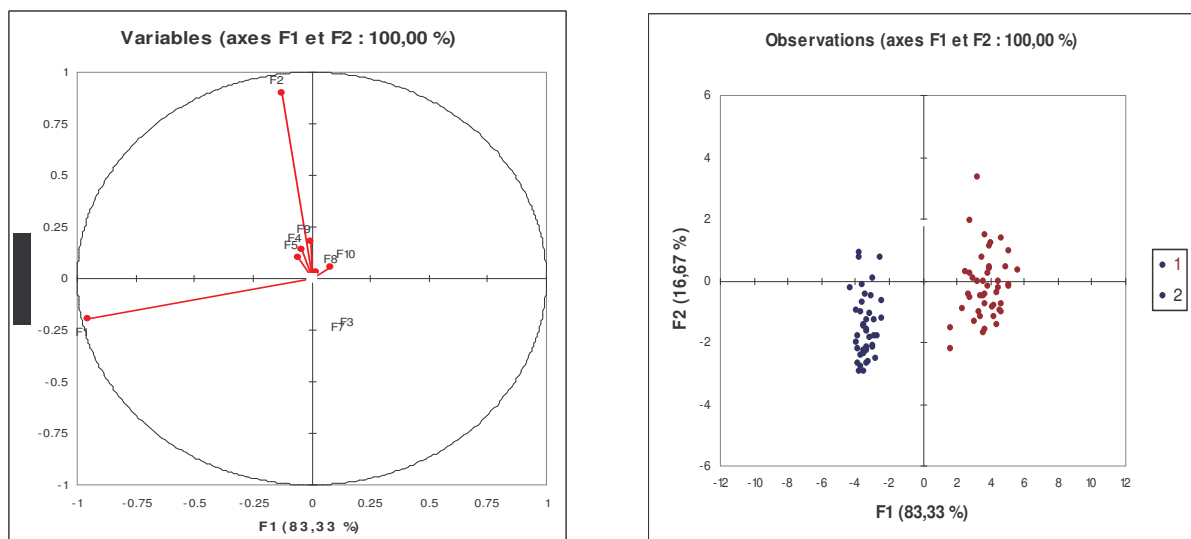 Variables (axes F1 et F2 : 100,00 %)
F2
F9
F4
F5
F10
F8
F3
F7
1
0.75
0.5
0.25
0
-0.25
-0.5
-0.75
-1
-1 -0.75 -0.5 -0.25 0 0.25 0.5 0.75 1
F1 (83,33 %)
Observations (axes F1 et F2 : 100,00 %)
6
4
2
0
-2
-4
-6
F2 (16,67 %)
-12 -10 -8 -6 -4 -2 0 2 4 6 8 10 12
F1 (83,33 %)
1
2